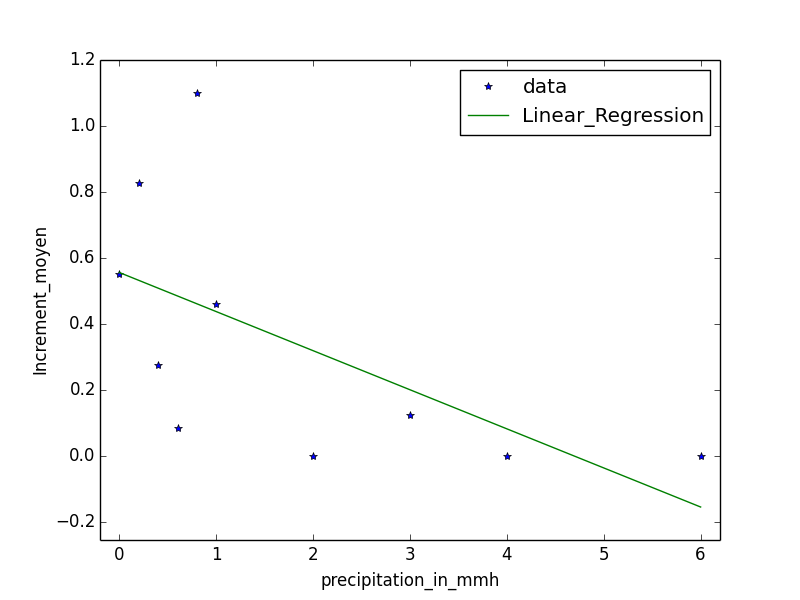 1.2
1.0
0.8
0.6
0.4
0.2
0.0
−0.2
Increment_moyen
data
Linear_Regression
0 1 2 3 4 5 6
precipitation_in_mmh